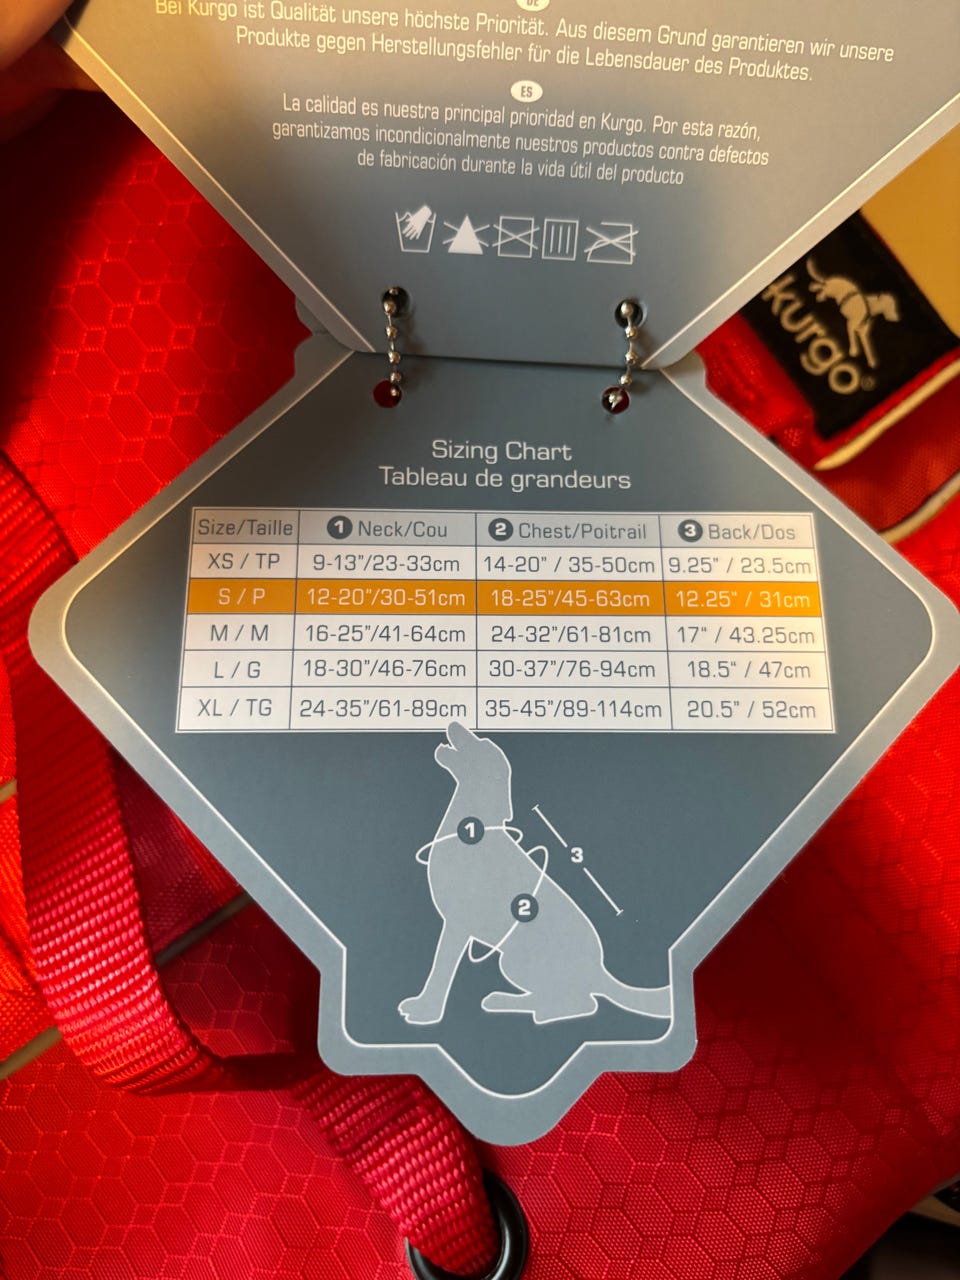 DE
Bei Kurgo ist Qualität unsere höchste Priorität. Aus diesem Grund garantieren wir unsere
Produkte gegen Herstellungsfehler für die Lebensdauer des Produktes.
ES
La calidad es nuestra principal prioridad en Kurgo. Por esta razón,
garantizamos incondicionalmente nuestros productos contra defectos
de fabricación durante la vida útil del producto
kurgo®
Sizing Chart
Tableau de grandeurs
Size/Taille 1 Neck/Cou 2 Chest/Poitrail 3 Back/Dos
XS / TP 9-13"/23-33cm 14-20" / 35-50cm 9.25" / 23.5cm
S / P 12-20"/30-51cm 18-25"/45-63cm 12.25" / 31cm
M / M 16-25"/41-64cm 24-32"/61-81cm 17" / 43.25cm
L / G 18-30"/46-76cm 30-37"/76-94cm 18.5" / 47cm
XL / TG 24-35"/61-89cm 35-45"/89-114cm 20.5" / 52cm
1
3
2